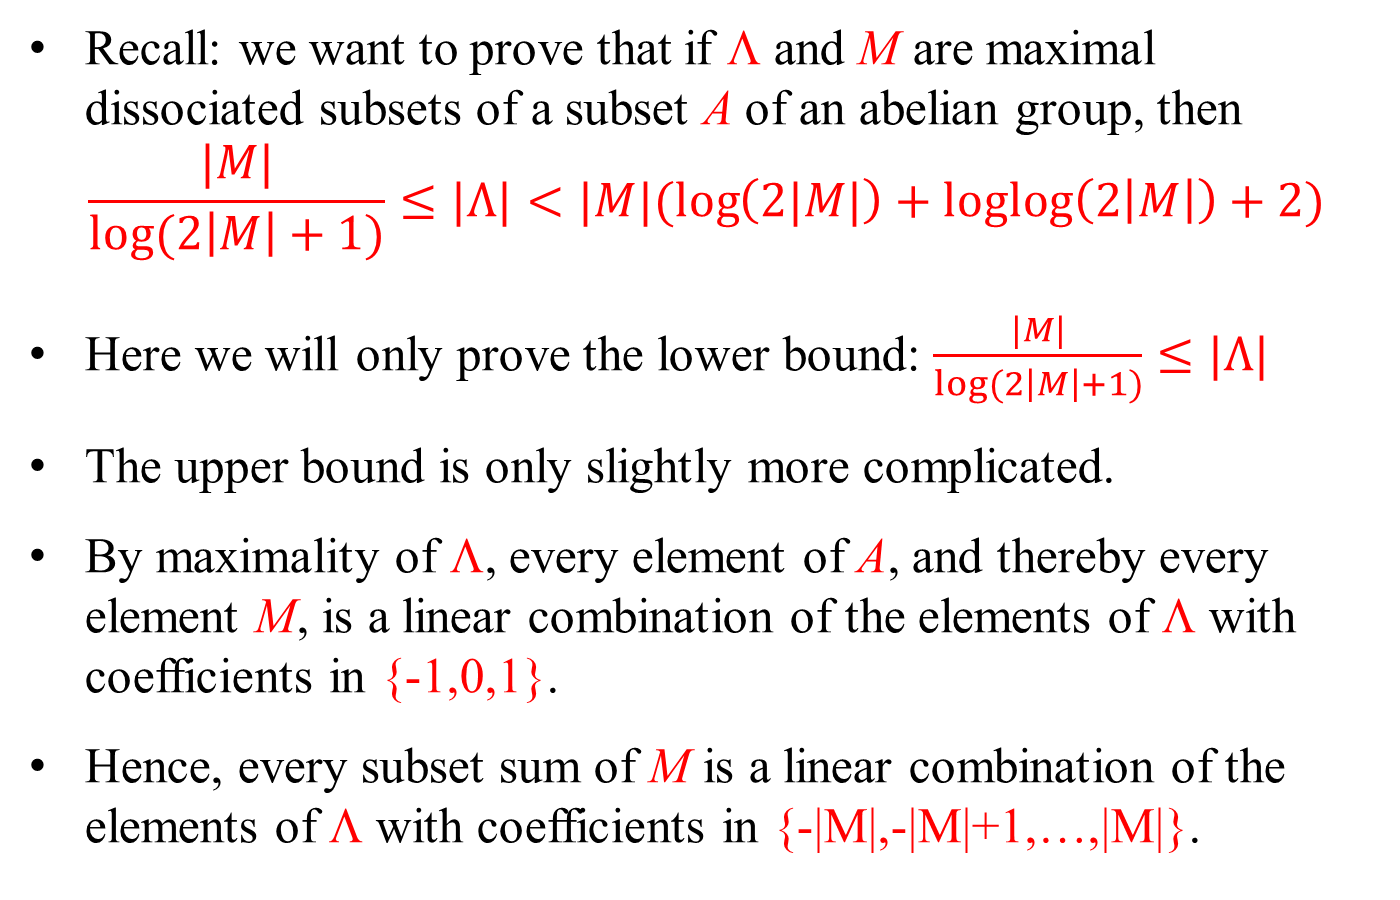 • Recall: we want to prove that if Λ and M are maximal
dissociated subsets of a subset A of an abelian group, then
|M|/log(2|M| + 1) ≤ |Λ| < |M|(log(2|M|) + loglog(2|M|) + 2)
• Here we will only prove the lower bound: |M|/log(2|M|+1) ≤ |Λ|
• The upper bound is only slightly more complicated.
• By maximality of Λ, every element of A, and thereby every
element M, is a linear combination of the elements of Λ with
coefficients in {-1,0,1}.
• Hence, every subset sum of M is a linear combination of the
elements of Λ with coefficients in {-|M|,-|M|+1,…,|M|}.